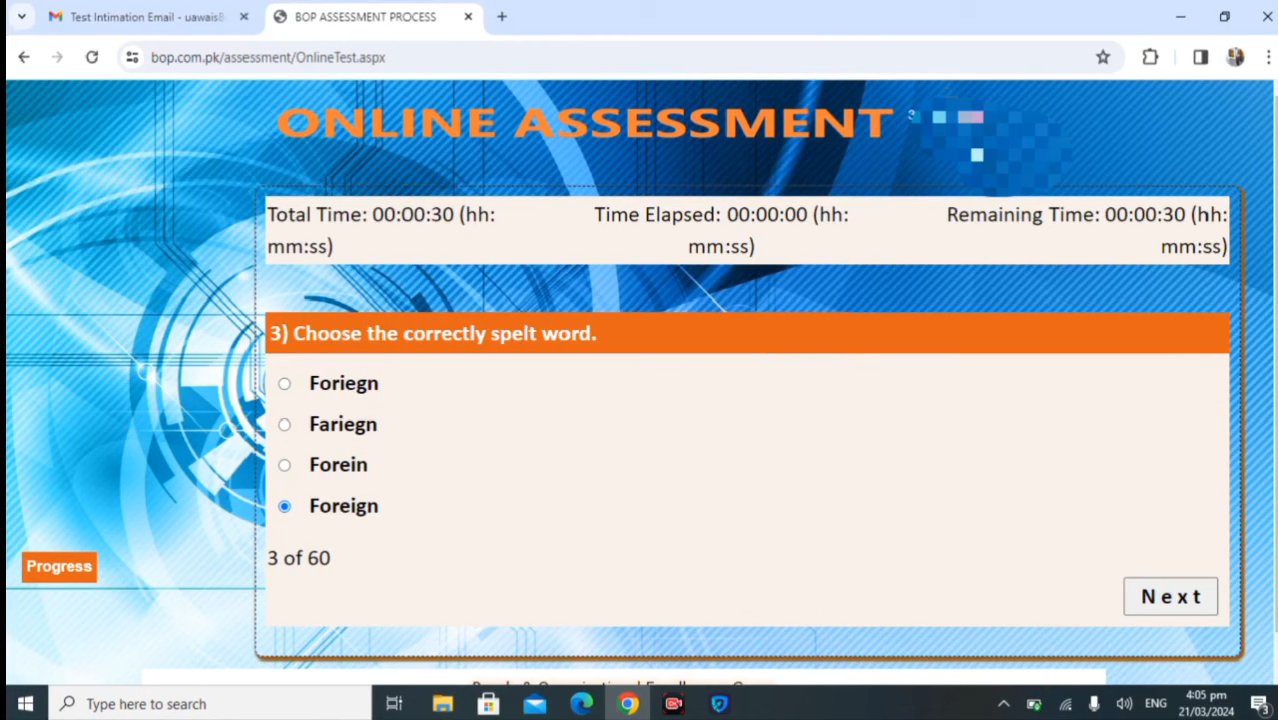 Test Intimation Email - uawais8
BOP ASSESSMENT PROCESS
bop.com.pk/assessment/OnlineTest.aspx
ONLINE ASSESSMENT
Total Time: 00:00:30 (hh:
mm:ss)
Time Elapsed: 00:00:00 (hh:
mm:ss)
Remaining Time: 00:00:30 (hh:
mm:ss)
3) Choose the correctly spelt word.
Foriegn
Fariegn
Forein
Foreign
3 of 60
Progress
Next
Type here to search
ENG
4:05 pm
21/03/2024
3